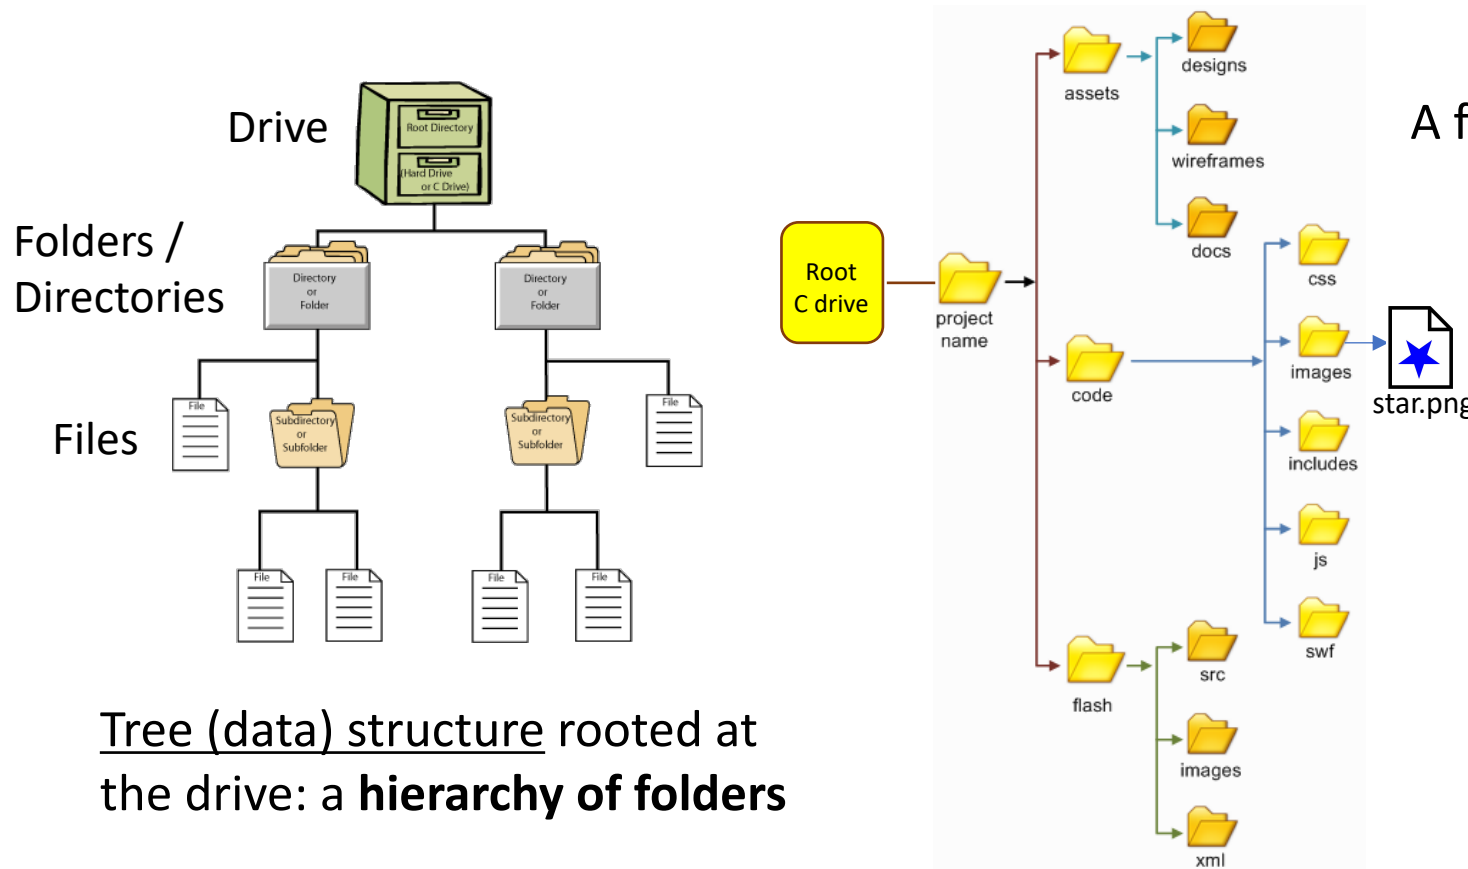 Drive
Root Directory
(Hard Drive
or C Drive)
Folders /
Directories
Directory
or
Folder
Directory
or
Folder
Files
File
Subdirectory
or
Subfolder
Subdirectory
or
Subfolder
File
File
File
File
File
Tree (data) structure rooted at
the drive: a hierarchy of folders
Root
C drive
project
name
assets
designs
wireframes
docs
code
css
images
star.png
includes
js
swf
flash
src
images
xml
A f